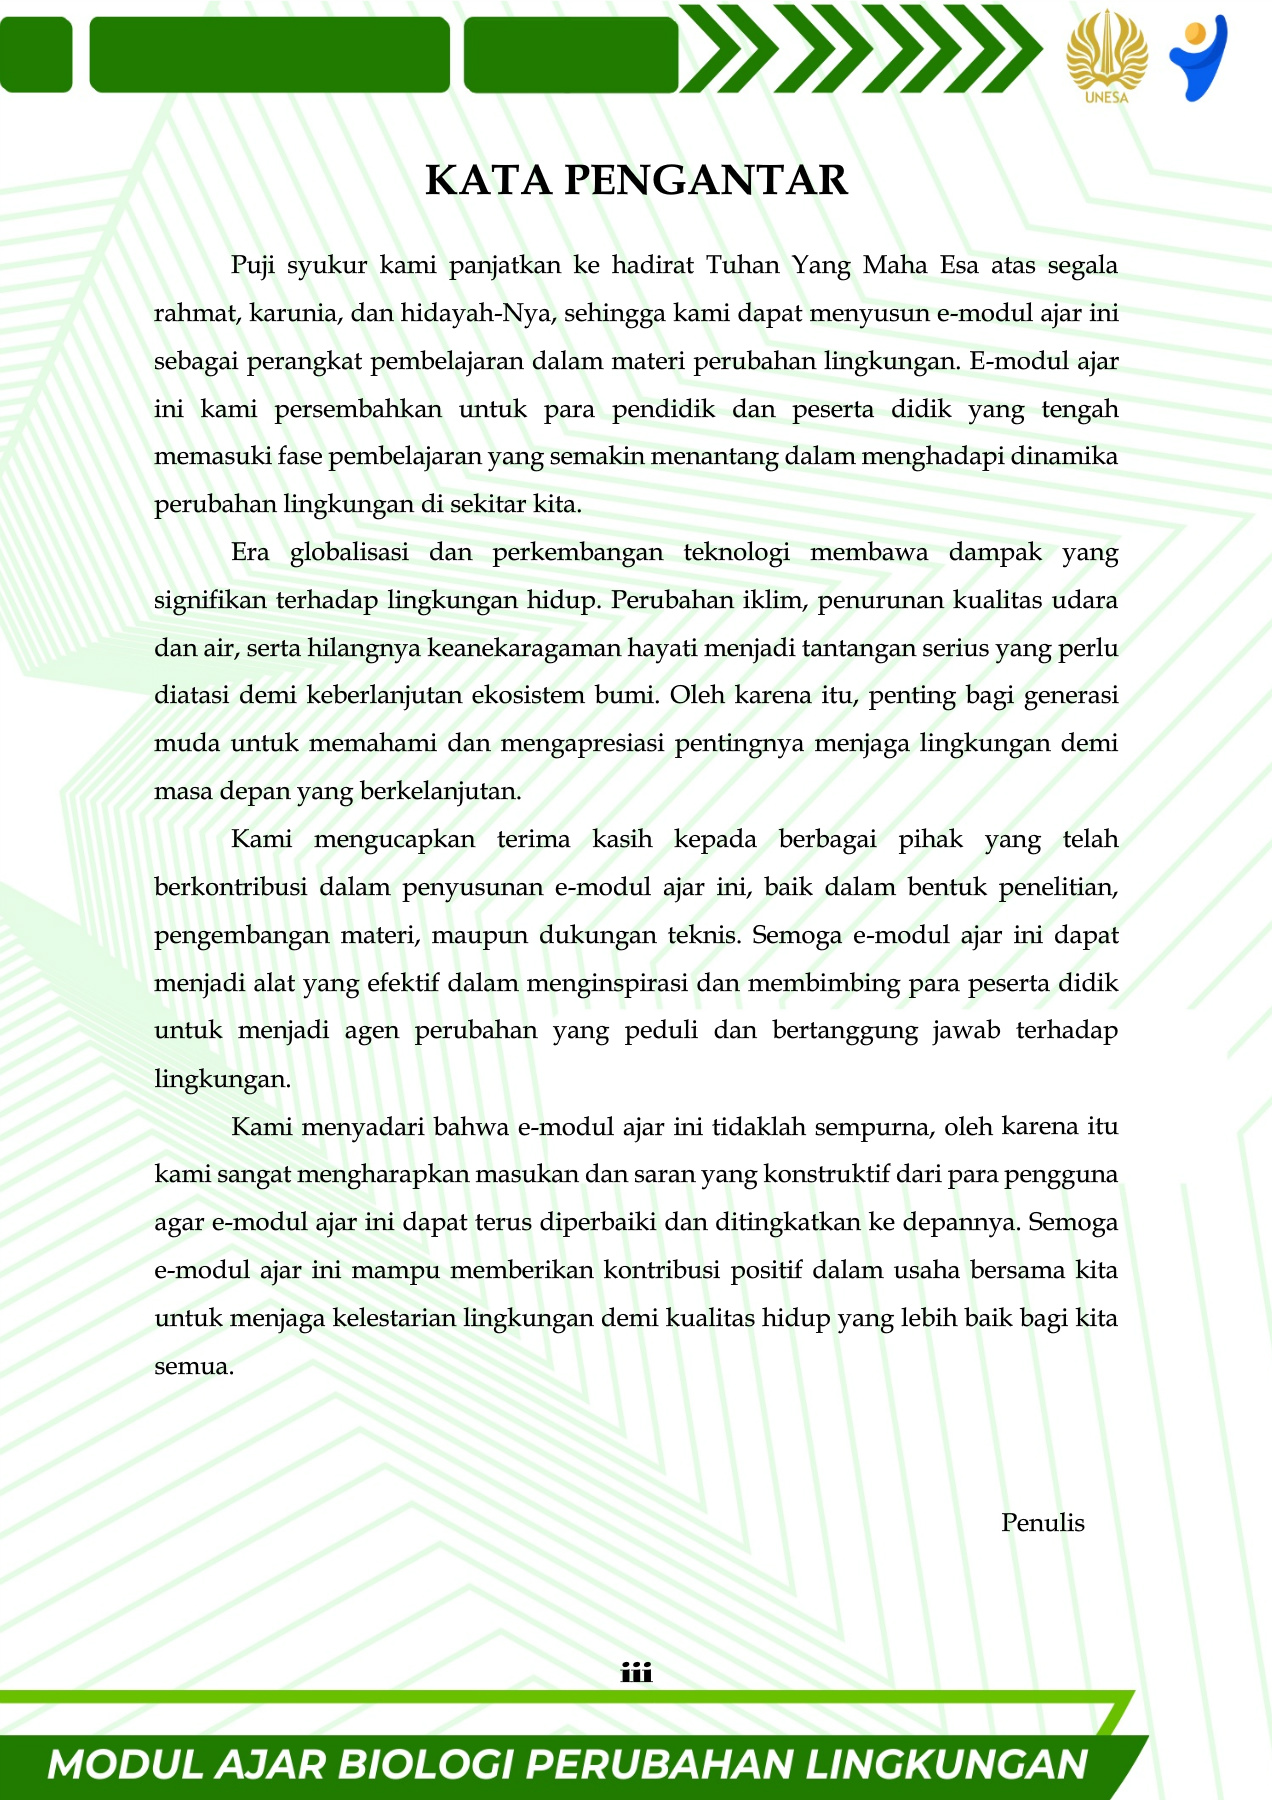 UNESA
KATA PENGANTAR
Puji syukur kami panjatkan ke hadirat Tuhan Yang Maha Esa atas segala
rahmat, karunia, dan hidayah-Nya, sehingga kami dapat menyusun e-modul ajar ini
sebagai perangkat pembelajaran dalam materi perubahan lingkungan. E-modul ajar
ini kami persembahkan untuk para pendidik dan peserta didik yang tengah
memasuki fase pembelajaran yang semakin menantang dalam menghadapi dinamika
perubahan lingkungan di sekitar kita.
Era globalisasi dan perkembangan teknologi membawa dampak yang
signifikan terhadap lingkungan hidup. Perubahan iklim, penurunan kualitas udara
dan air, serta hilangnya keanekaragaman hayati menjadi tantangan serius yang perlu
diatasi demi keberlanjutan ekosistem bumi. Oleh karena itu, penting bagi generasi
muda untuk memahami dan mengapresiasi pentingnya menjaga lingkungan demi
masa depan yang berkelanjutan.
Kami mengucapkan terima kasih kepada berbagai pihak yang telah
berkontribusi dalam penyusunan e-modul ajar ini, baik dalam bentuk penelitian,
pengembangan materi, maupun dukungan teknis. Semoga e-modul ajar ini dapat
menjadi alat yang efektif dalam menginspirasi dan membimbing para peserta didik
untuk menjadi agen perubahan yang peduli dan bertanggung jawab terhadap
lingkungan.
Kami menyadari bahwa e-modul ajar ini tidaklah sempurna, oleh karena itu
kami sangat mengharapkan masukan dan saran yang konstruktif dari para pengguna
agar e-modul ajar ini dapat terus diperbaiki dan ditingkatkan ke depannya. Semoga
e-modul ajar ini mampu memberikan kontribusi positif dalam usaha bersama kita
untuk menjaga kelestarian lingkungan demi kualitas hidup yang lebih baik bagi kita
semua.
Penulis
iii
MODUL AJAR BIOLOGI PERUBAHAN LINGKUNGAN